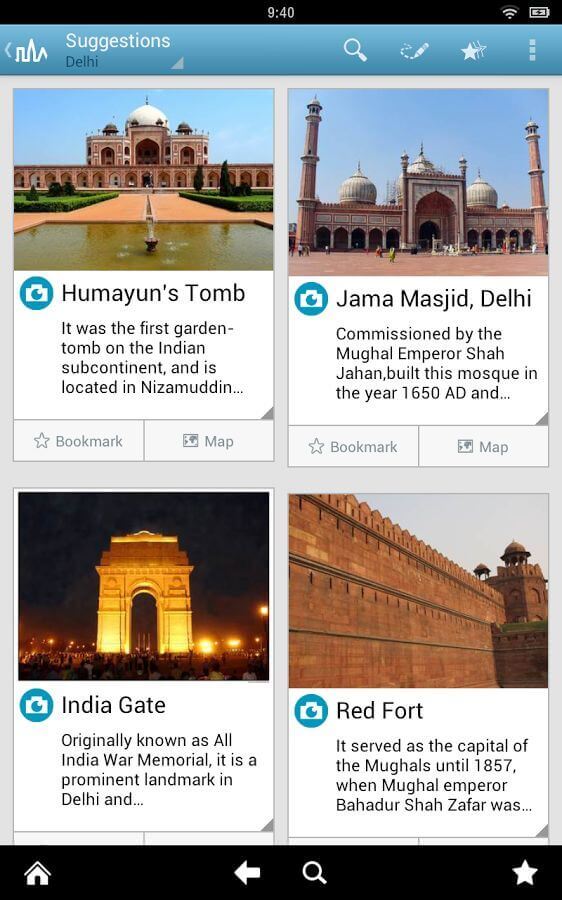 9:40
Suggestions
Delhi
Humayun's Tomb
It was the first garden-
tomb on the Indian
subcontinent, and is
located in Nizamuddin…
Bookmark
Map
Jama Masjid, Delhi
Commissioned by the
Mughal Emperor Shah
Jahan,built this mosque in
the year 1650 AD and…
Bookmark
Map
India Gate
Originally known as All
India War Memorial, it is a
prominent landmark in
Delhi and…
Red Fort
It served as the capital of
the Mughals until 1857,
when Mughal emperor
Bahadur Shah Zafar was…